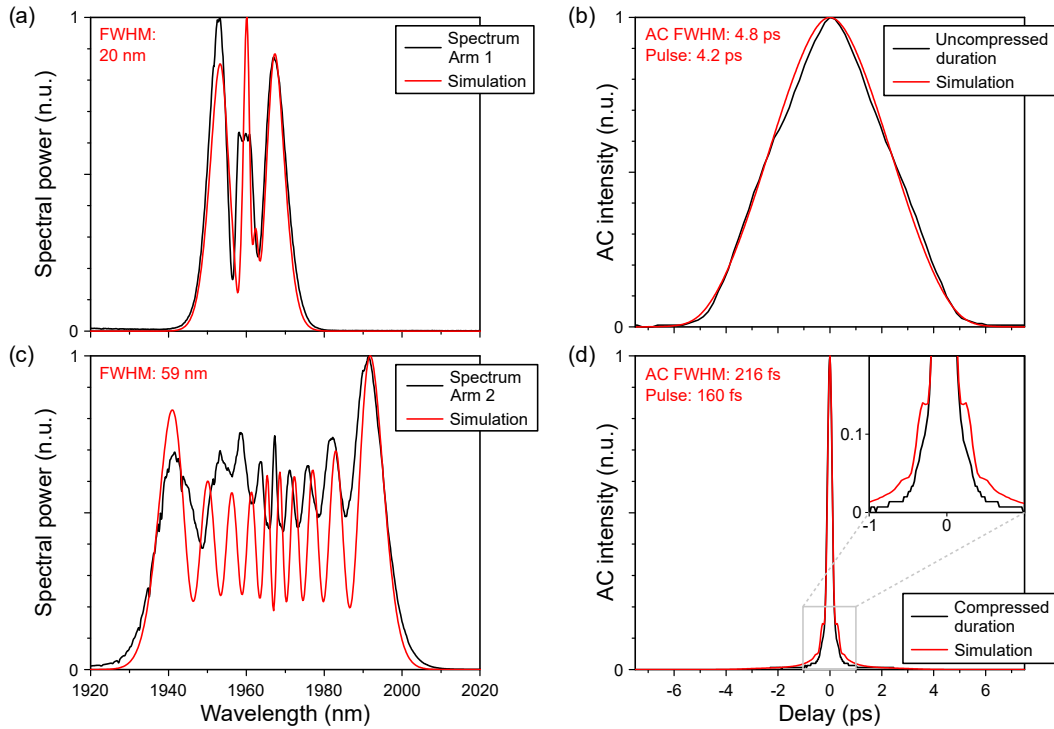 (a)
FWHM:
20 nm
Spectrum
Arm 1
Simulation
1
0
Spectral power (n.u.)
(b)
AC FWHM: 4.8 ps
Pulse: 4.2 ps
Uncompressed
duration
Simulation
1
0
AC intensity (n.u.)
(c)
FWHM: 59 nm
Spectrum
Arm 2
Simulation
1
0
Spectral power (n.u.)
1920 1940 1960 1980 2000 2020
Wavelength (nm)
(d)
AC FWHM: 216 fs
Pulse: 160 fs
0.1
0
-1 0
Compressed
duration
Simulation
1
0
AC intensity (n.u.)
-6 -4 -2 0 2 4 6
Delay (ps)